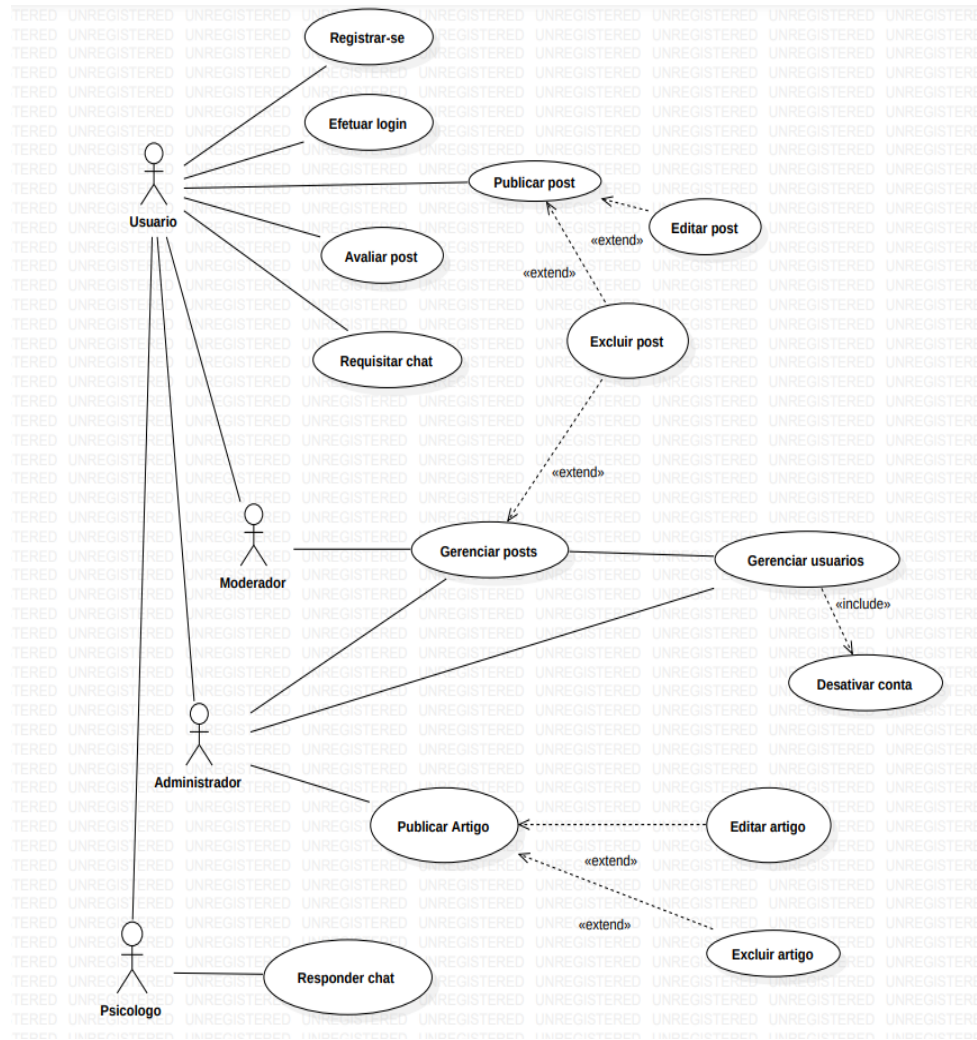 Registrar-se
Efetuar login
Publicar post
Usuario
Editar post
«extend»
Avaliar post
«extend»
Excluir post
Requisitar chat
«extend»
Gerenciar posts
Gerenciar usuarios
Moderador
«include»
Desativar conta
Administrador
Publicar Artigo
Editar artigo
«extend»
«extend»
Excluir artigo
Responder chat
Psicologo
UNREGISTERED